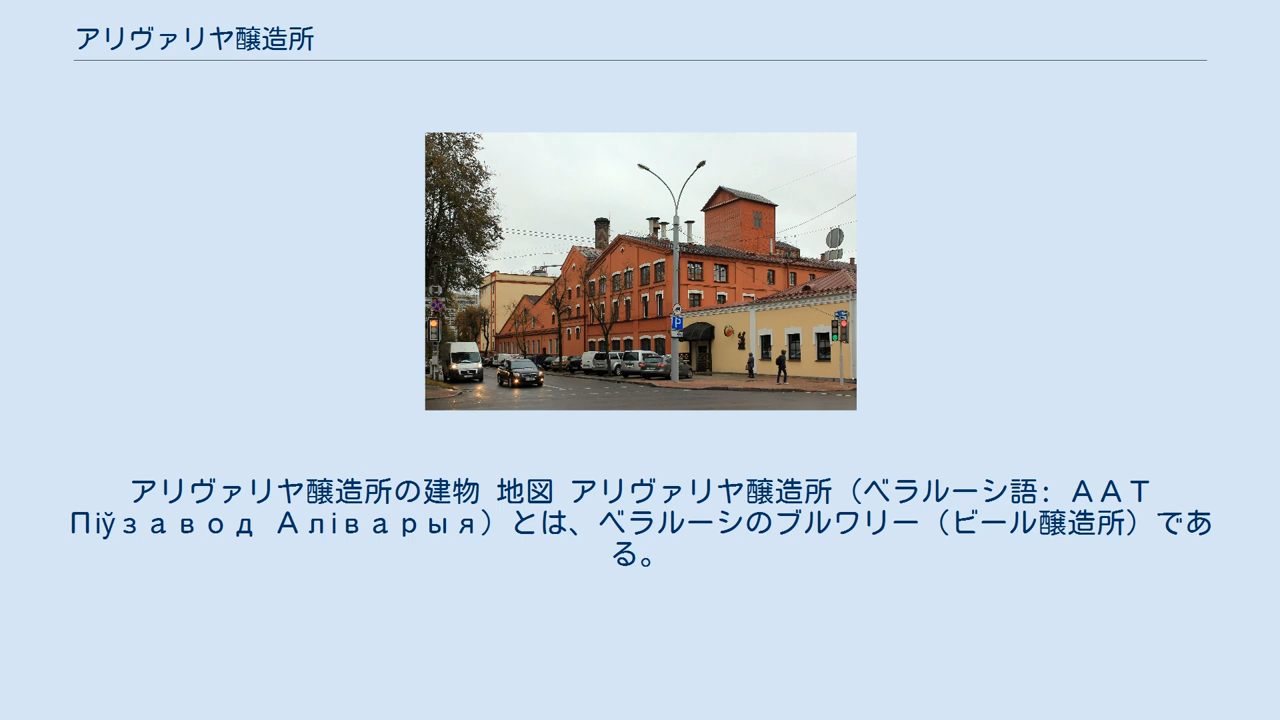 アリヴァリヤ醸造所
アリヴァリヤ醸造所の建物 地図 アリヴァリヤ醸造所（ベラルーシ語: ААТ
Піўзавод Аліварыя）とは、ベラルーシのブルワリー（ビール醸造所）であ
る。